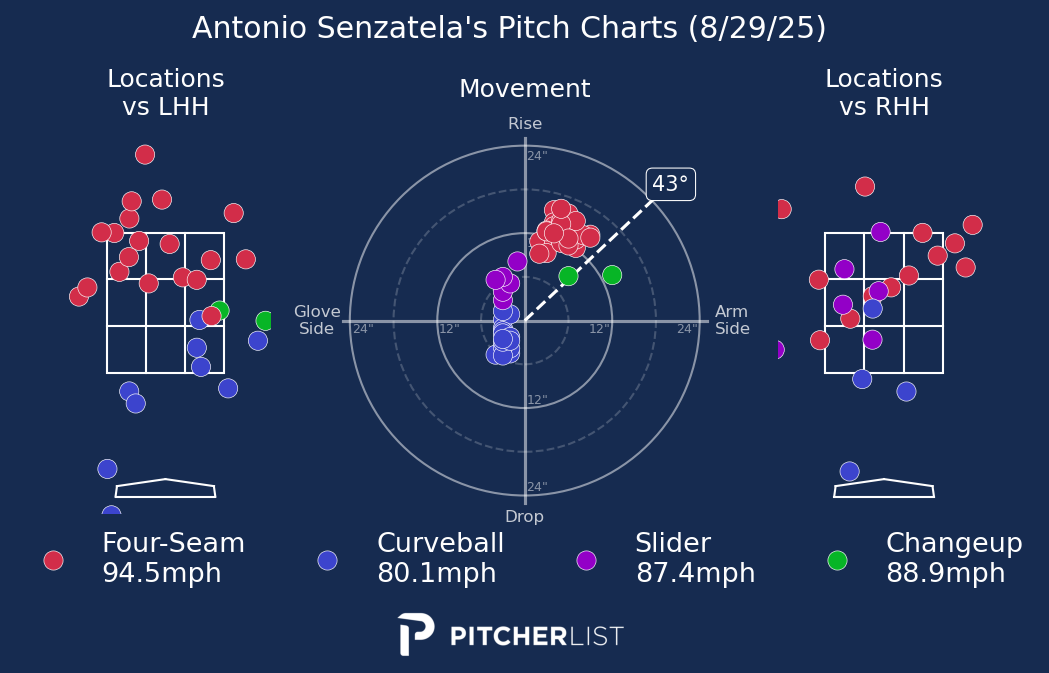 Antonio Senzatela's Pitch Charts (8/29/25)
Locations
vs LHH
Movement
Locations
vs RHH
Rise
24"
43°
Glove
Side
24"
12"
12"
24"
Arm
Side
12"
24"
Drop
Four-Seam
94.5mph
Curveball
80.1mph
Slider
87.4mph
Changeup
88.9mph
PITCHERLIST